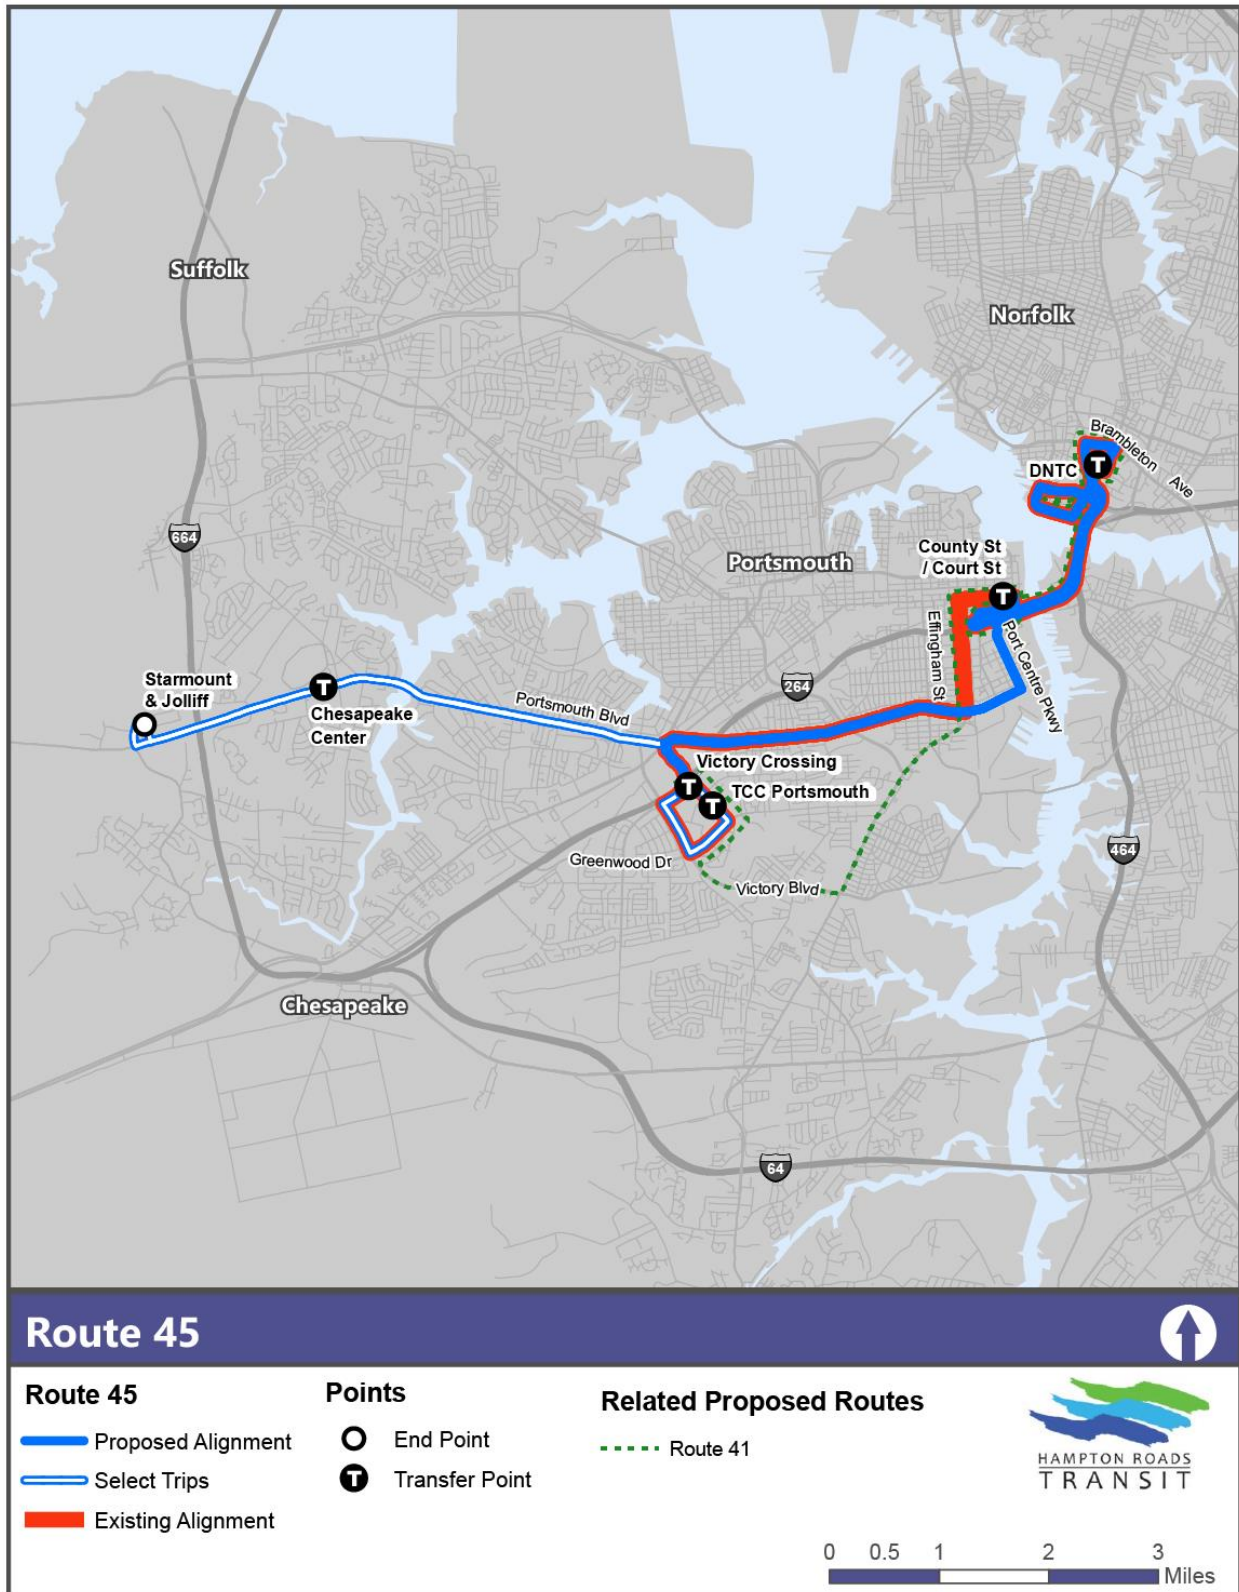 Suffolk
Norfolk
Brambleton
Ave
DNTC
664
County St
/ Court St
Portsmouth
Effingham St
Port Centre Pkwy
264
Starmount
& Jolliff
Chesapeake
Center
T
T
T
T
T
Portsmouth Blvd
Victory Crossing
TCC Portsmouth
Greenwood Dr
Victory Blvd
464
Chesapeake
64
Route 45
Route 45
Proposed Alignment
Select Trips
Existing Alignment
Points
End Point
T Transfer Point
Related Proposed Routes
Route 41
HAMPTON ROADS
TRANSIT
0 0.5 1 2 3
Miles